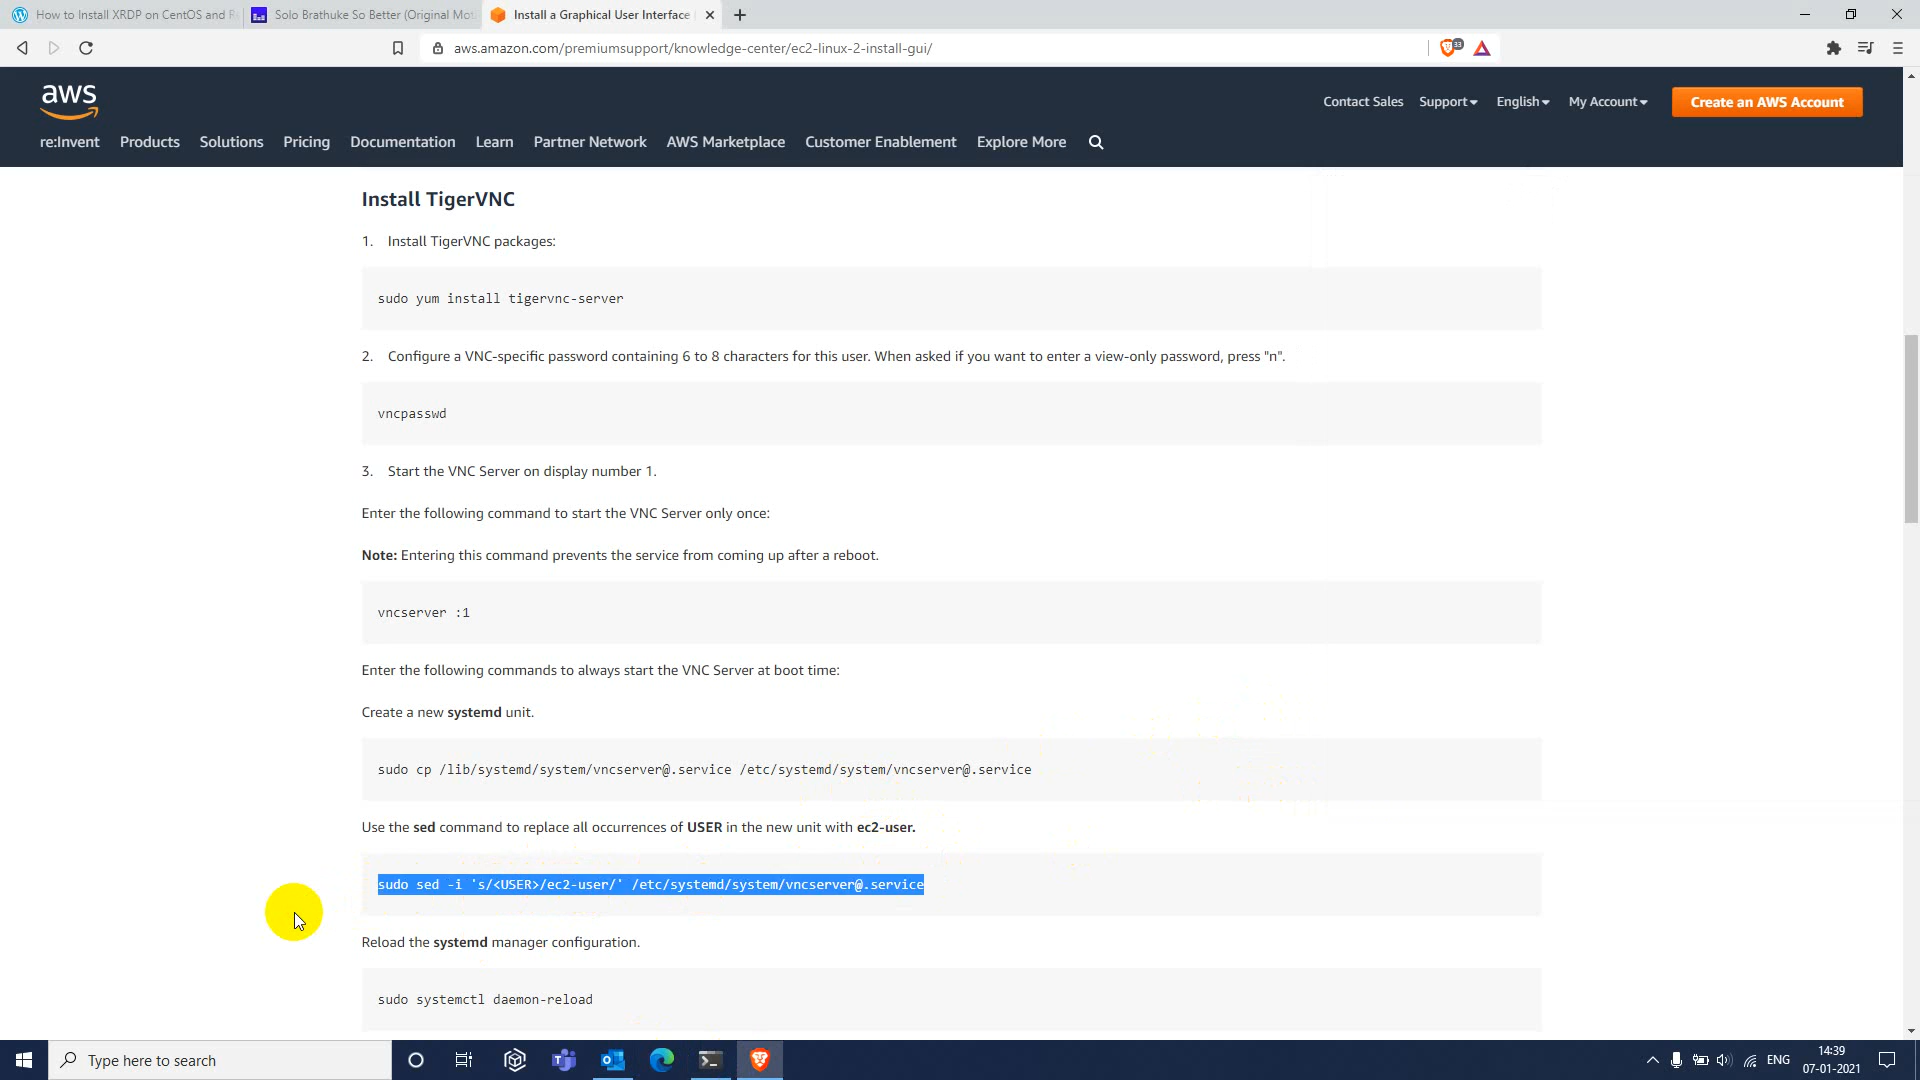 How to Install XRDP on CentOS and R
Solo Brathuke So Better (Original Mot
Install a Graphical User Interface
aws.amazon.com/premiumsupport/knowledge-center/ec2-linux-2-install-gui/
33
aws
Contact Sales Support English My Account Create an AWS Account
re:Invent Products Solutions Pricing Documentation Learn Partner Network AWS Marketplace Customer Enablement Explore More
Install TigerVNC
1. Install TigerVNC packages:
sudo yum install tigervnc-server
2. Configure a VNC-specific password containing 6 to 8 characters for this user. When asked if you want to enter a view-only password, press "n".
vncpasswd
3. Start the VNC Server on display number 1.
Enter the following command to start the VNC Server only once:
Note: Entering this command prevents the service from coming up after a reboot.
vncserver :1
Enter the following commands to always start the VNC Server at boot time:
Create a new systemd unit.
sudo cp /lib/systemd/system/vncserver@.service /etc/systemd/system/vncserver@.service
Use the sed command to replace all occurrences of USER in the new unit with ec2-user.
sudo sed -i 's/<USER>/ec2-user/' /etc/systemd/system/vncserver@.service
Reload the systemd manager configuration.
sudo systemctl daemon-reload
Type here to search
ENG
14:39
07-01-2021